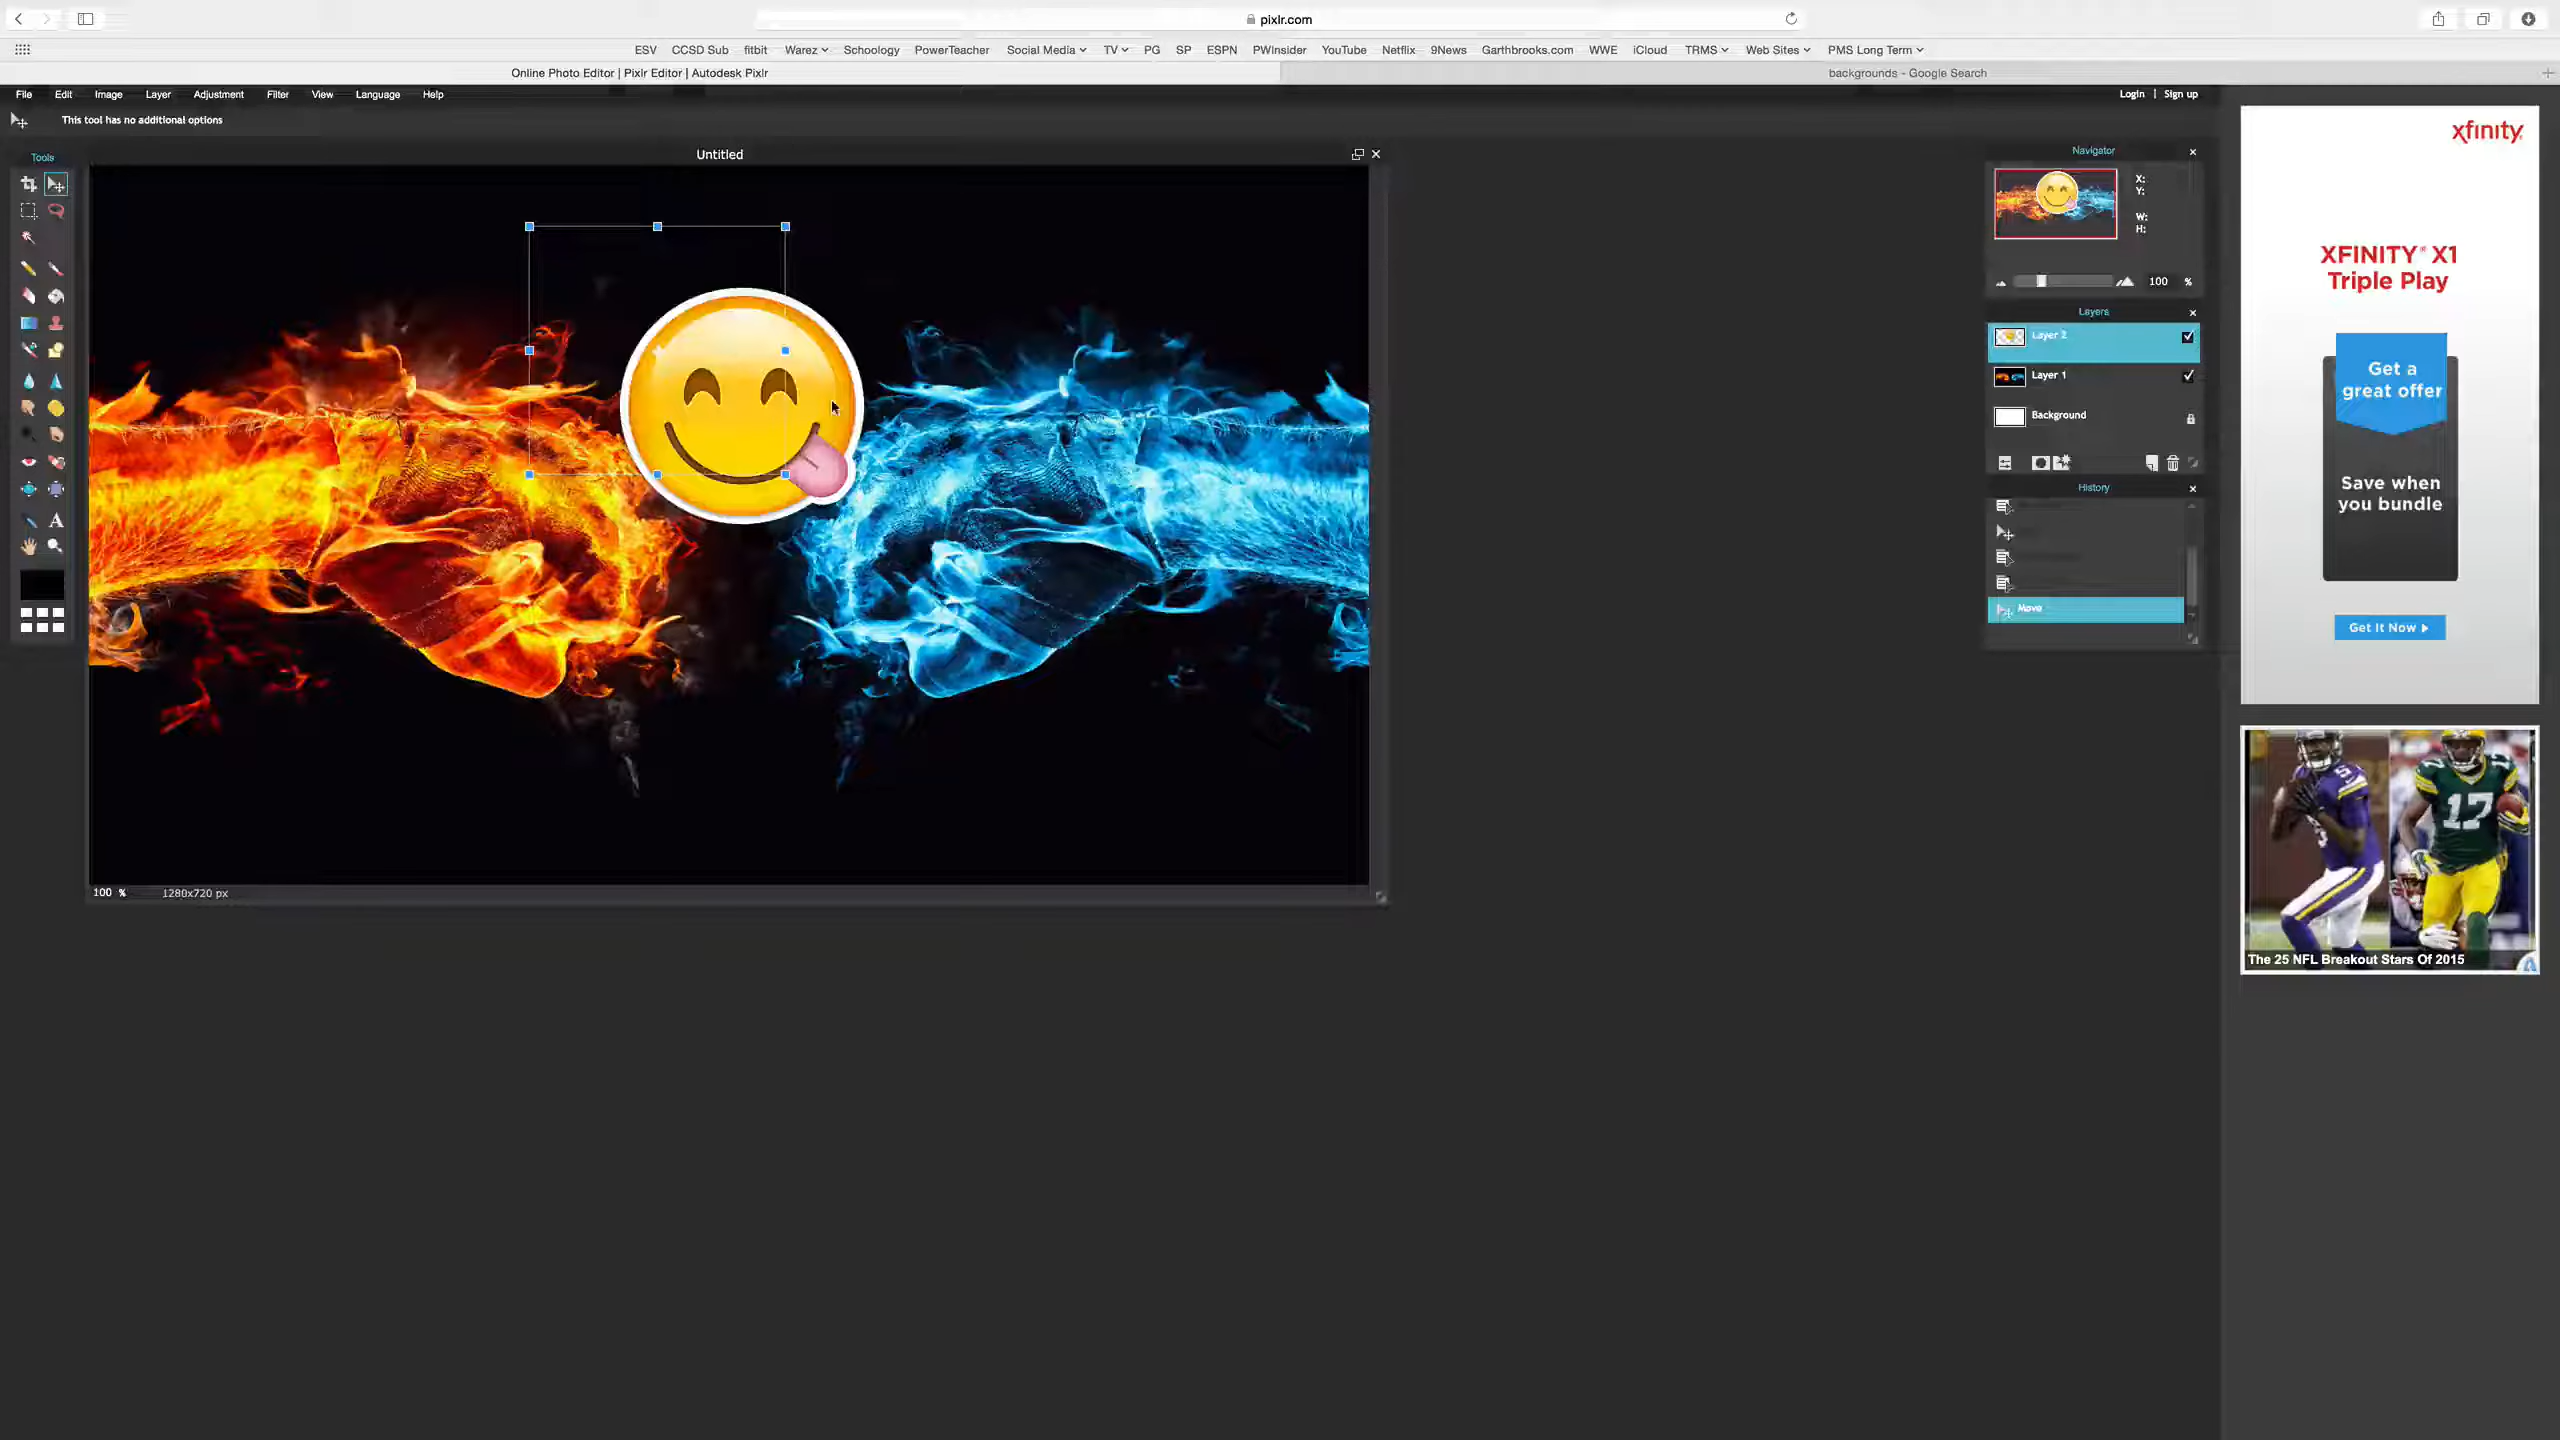 pixlr.com
ESV CCSD Sub fitbit Warez Schoology PowerTeacher Social Media TV PG SP ESPN PWInsider YouTube Netflix 9News Garthbrooks.com WWE iCloud TRMS Web Sites PMS Long Term
Online Photo Editor | Pixlr Editor | Autodesk Pixlr
backgrounds - Google Search
File Edit Image Layer Adjustment Filter View Language Help
Login | Sign up
This tool has no additional options
Tools
Untitled
100 %
1280x720 px
Navigator
X:
Y:
W:
H:
100 %
Layers
Layer 2
Layer 1
Background
History
Move
xfinity
XFINITY® X1
Triple Play
Get a
great offer
Save when
you bundle
Get It Now
17
The 25 NFL Breakout Stars Of 2015